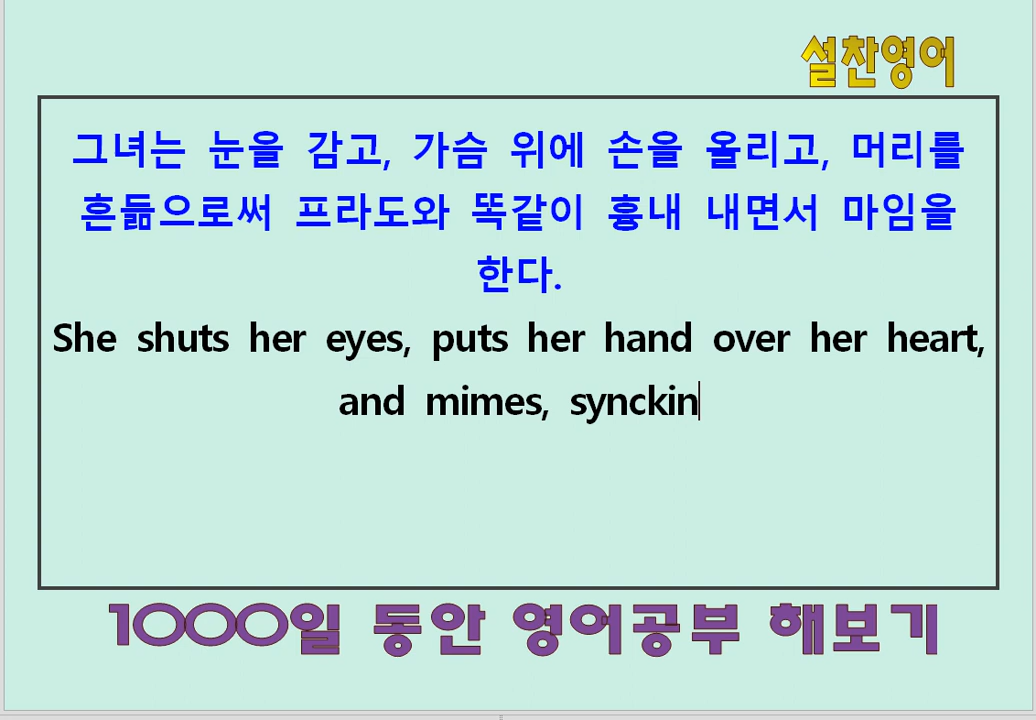 설찬영어
그녀는 눈을 감고, 가슴 위에 손을 올리고, 머리를
흔듦으로써 프라도와 똑같이 흉내 내면서 마임을
한다.
She shuts her eyes, puts her hand over her heart,
and mimes, synckin
1000일 동안 영어공부 해보기